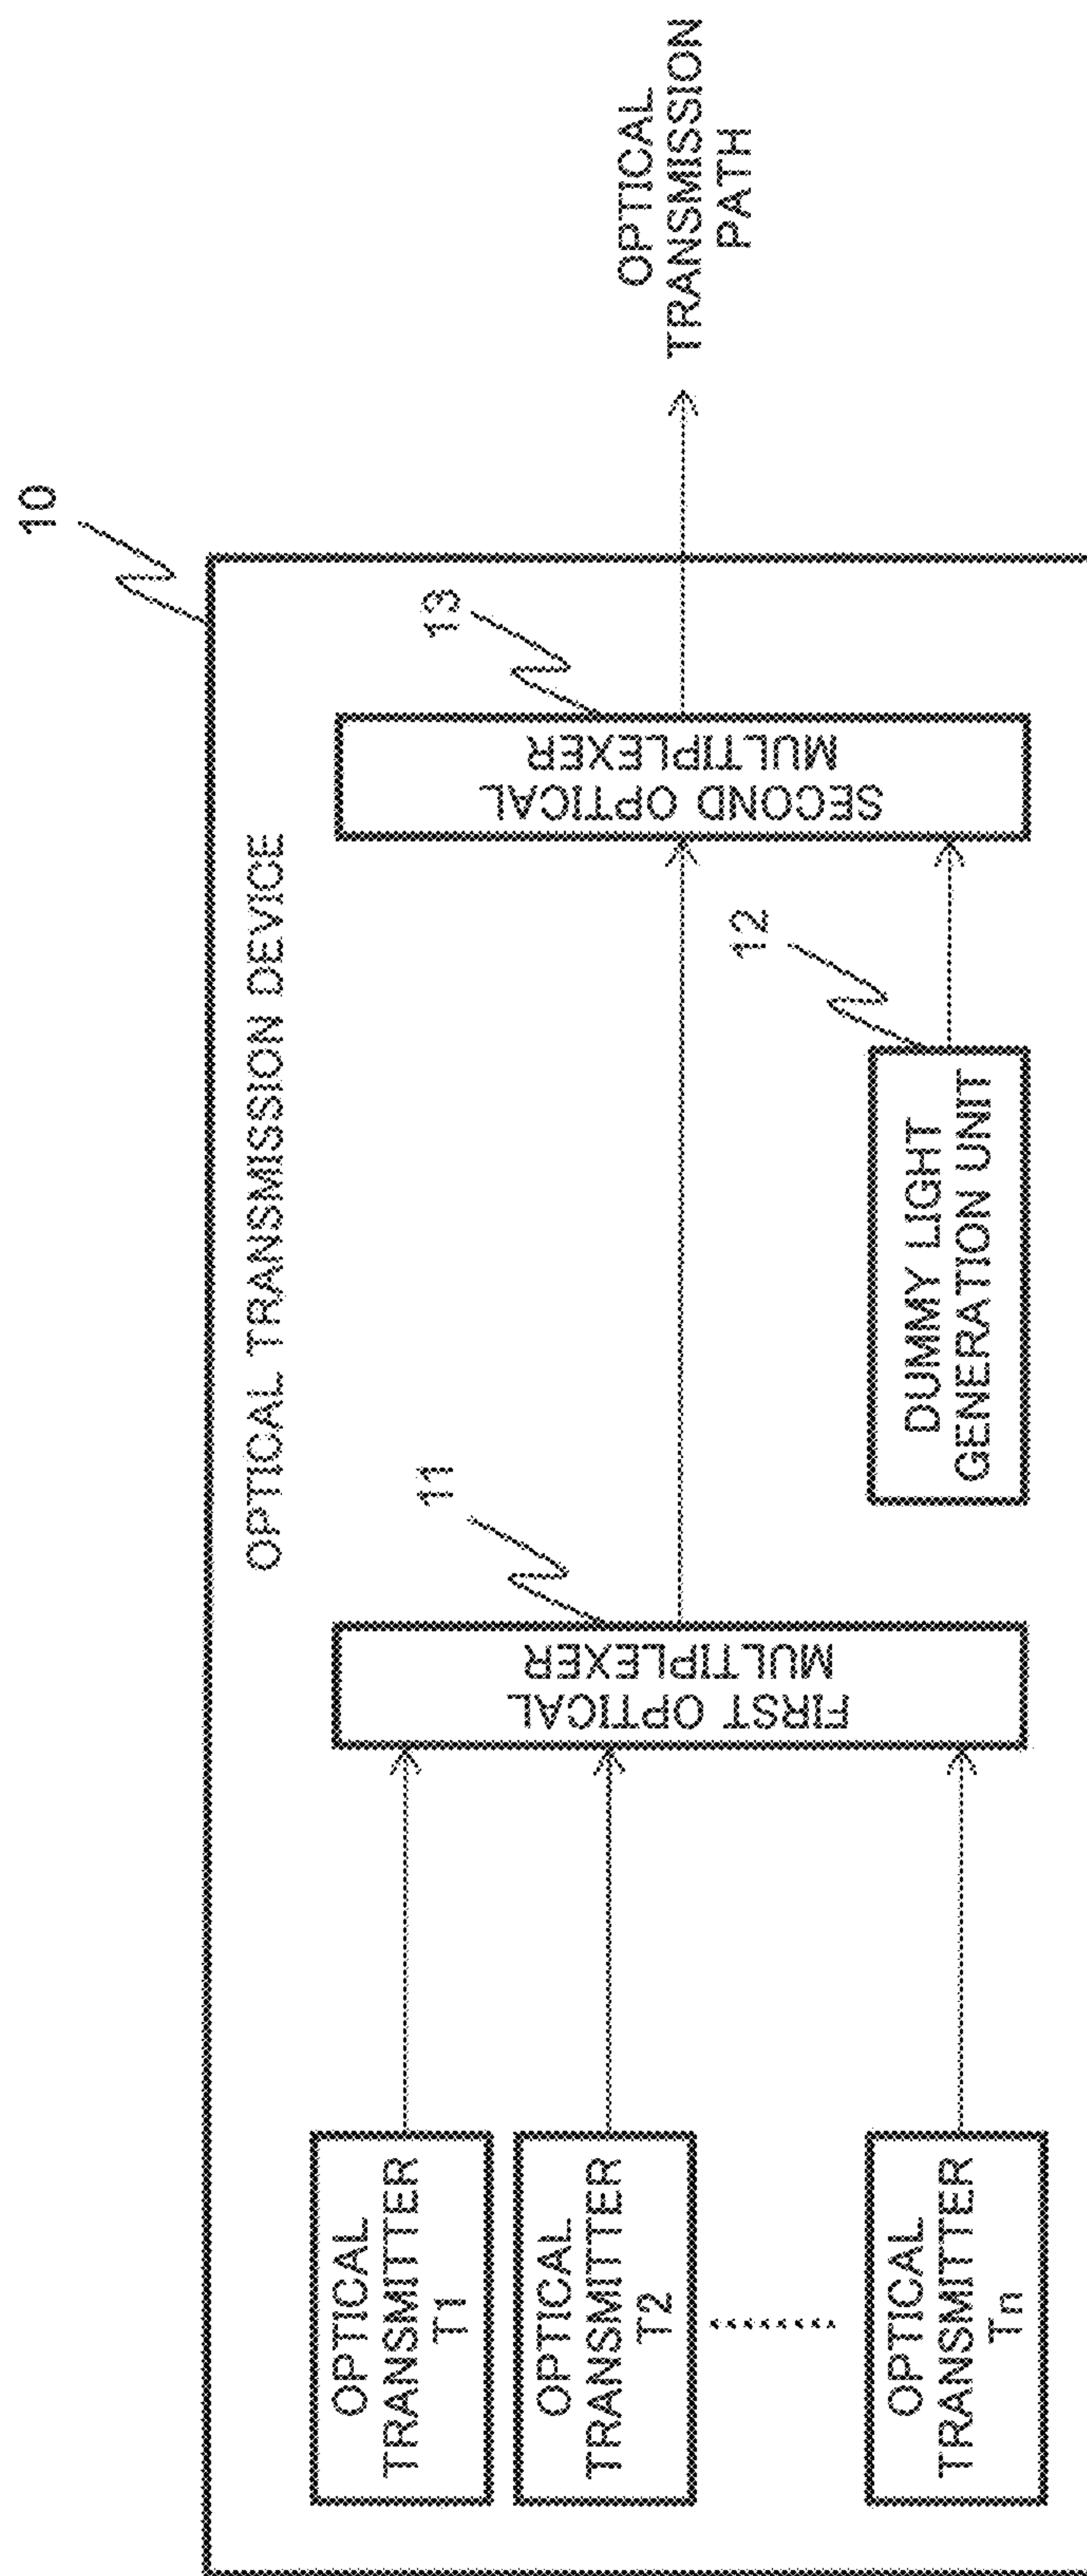 10
OPTICAL TRANSMISSION DEVICE
OPTICAL
TRANSMITTER
T1
OPTICAL
TRANSMITTER
T2
OPTICAL
TRANSMITTER
Tn
11
FIRST OPTICAL
MULTIPLEXER
12
DUMMY LIGHT
GENERATION UNIT
13
SECOND OPTICAL
MULTIPLEXER
OPTICAL
TRANSMISSION
PATH